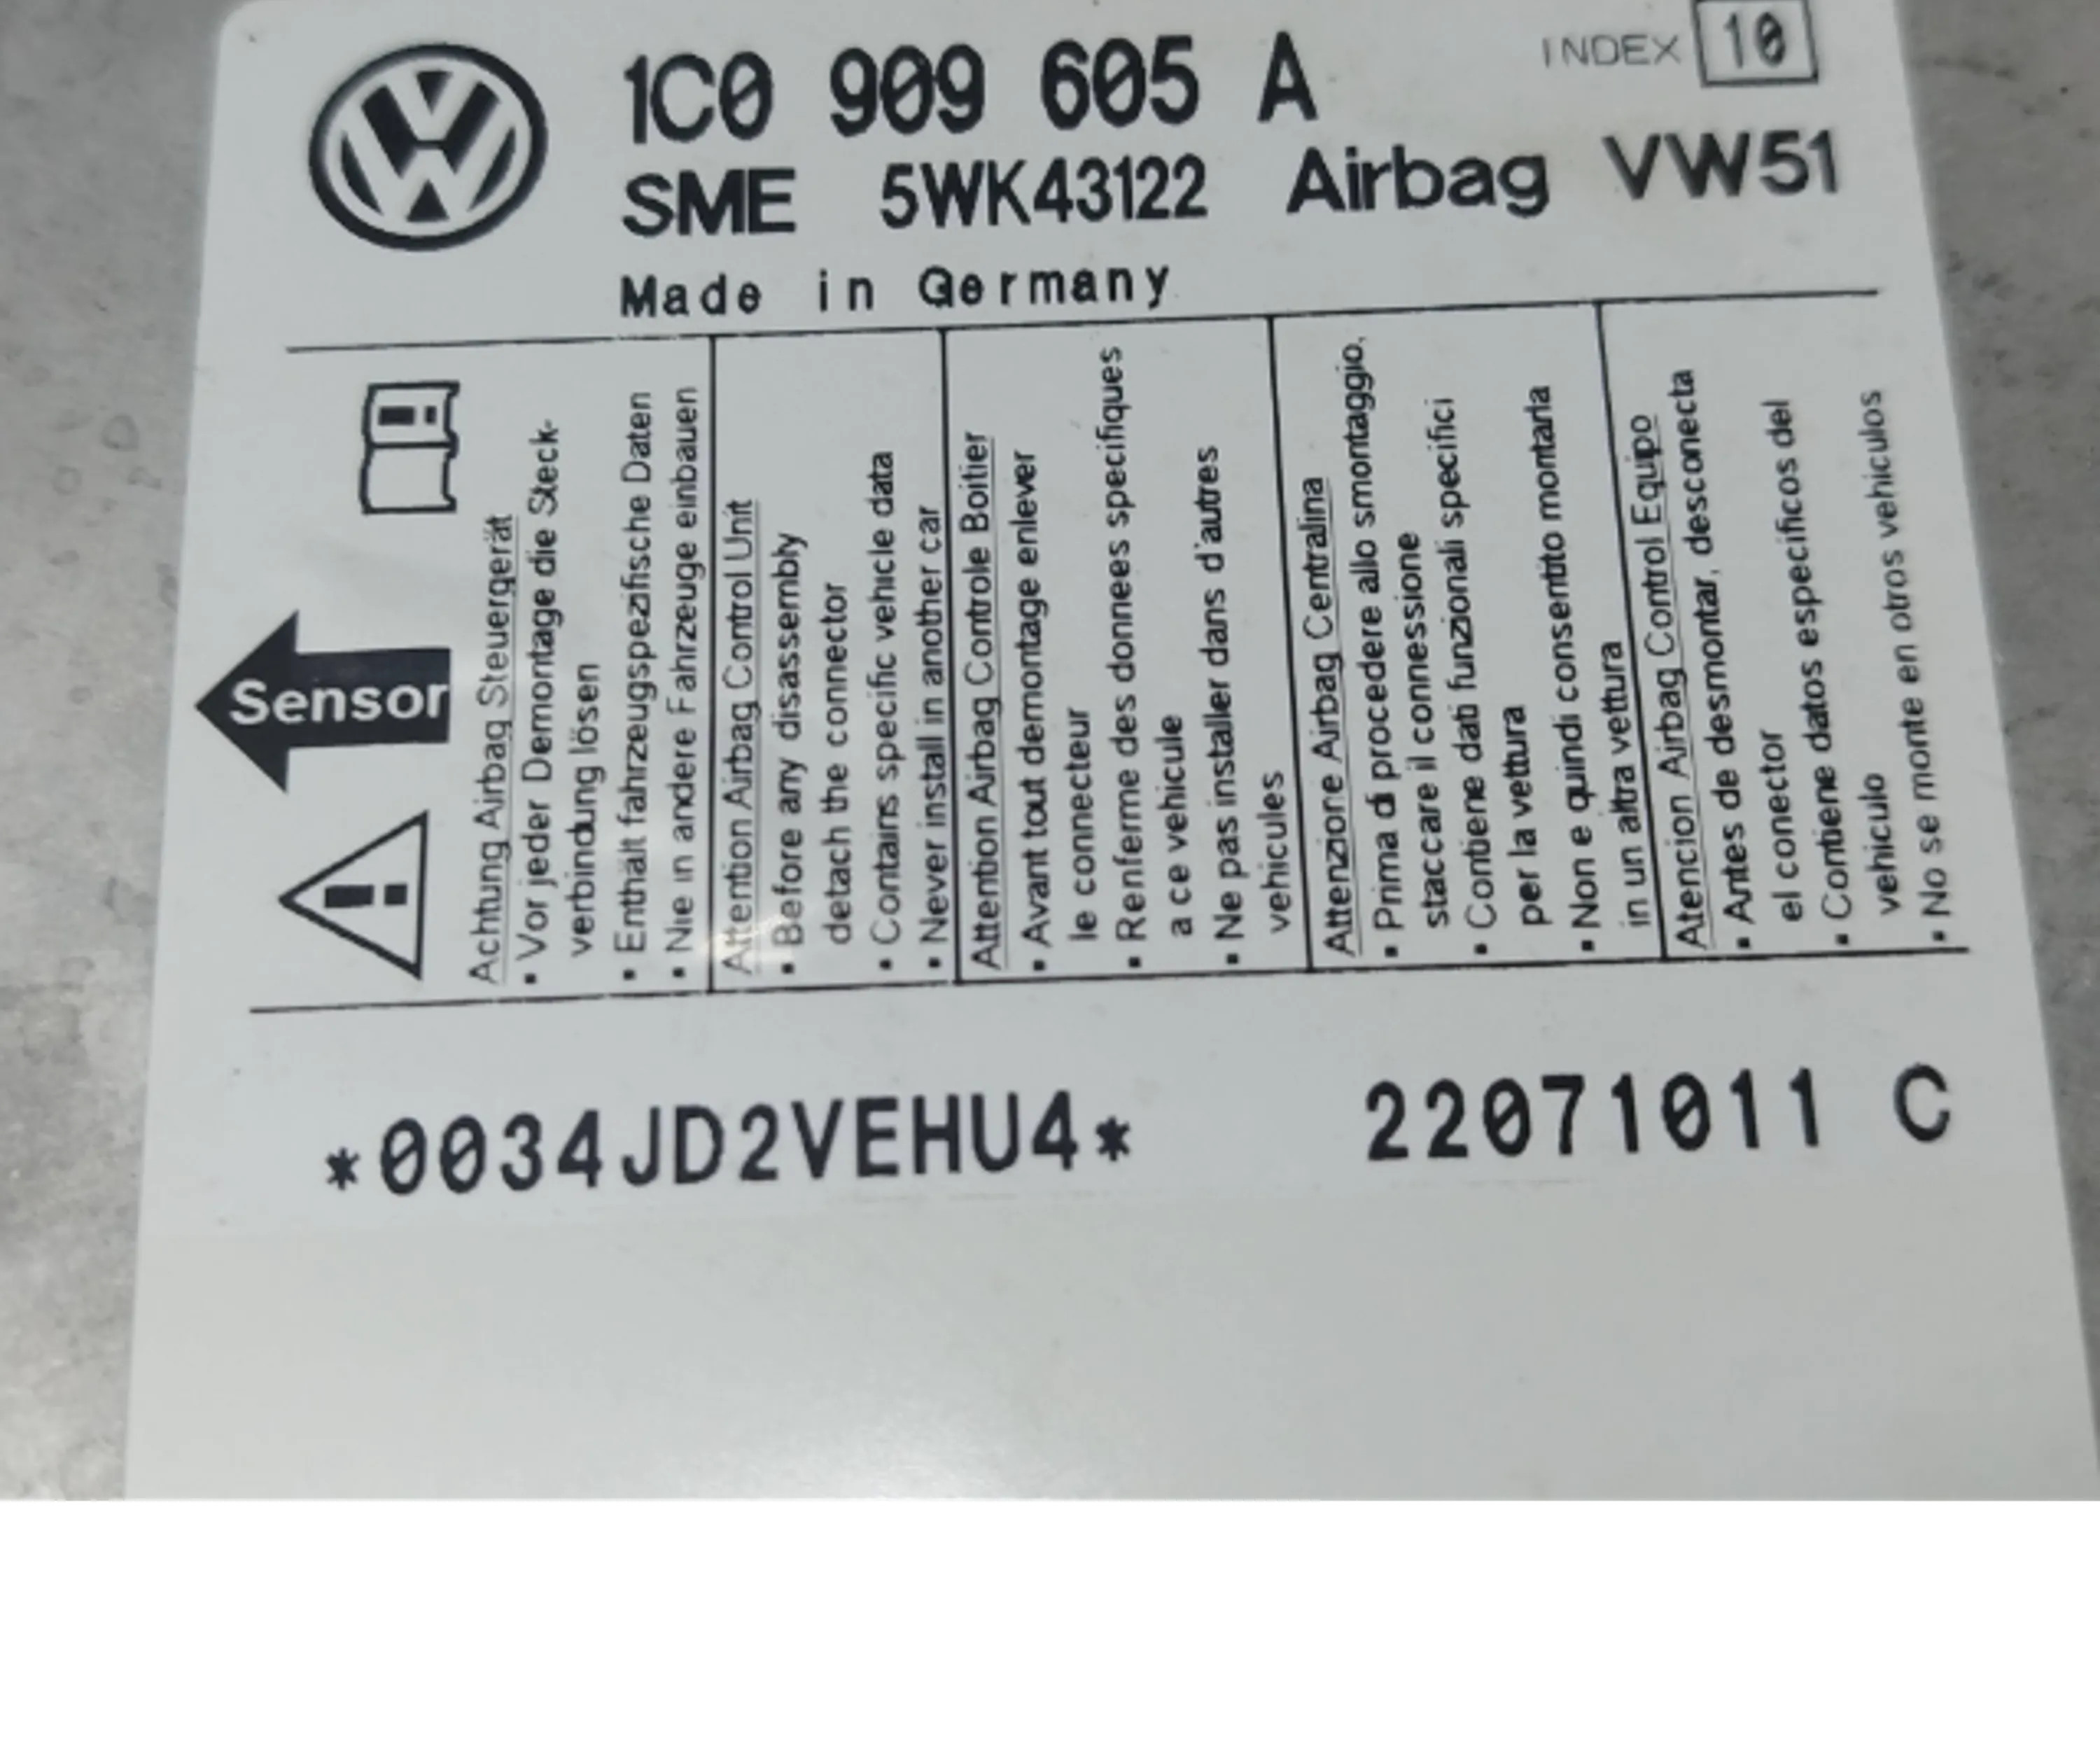 1C0 909 605 A
INDEX 10
SME 5WK43122 Airbag VW51
Made in Germany
Sensor
Achtung Airbag Steuergerät
• Vor jeder Demontage die Steck-
verbindung lösen
• Enthält fahrzeugspezifische Daten
• Nie in andere Fahrzeuge einbauen
Attention Airbag Control Unit
• Before any disassembly
detach the connector
• Contains specific vehicle data
• Never install in another car
Attention Airbag Controle Boitier
• Avant tout demontage enlever
le connecteur
• Renferme des donnees specifiques
a ce vehicule
• Ne pas installer dans d'autres
vehicules
Attenzione Airbag Centralina
• Prima di procedere allo smontaggio,
staccare il connessione
• Contiene dati funzionali specifici
per la vettura
• Non e quindi consentito montarla
in un altra vettura
Atencion Airbag Control Equipo
• Antes de desmontar, desconecta
el conector
• Contiene datos especificos del
vehiculo
• No se monte en otros vehiculos
*0034JD2VEHU4* 22071011 C